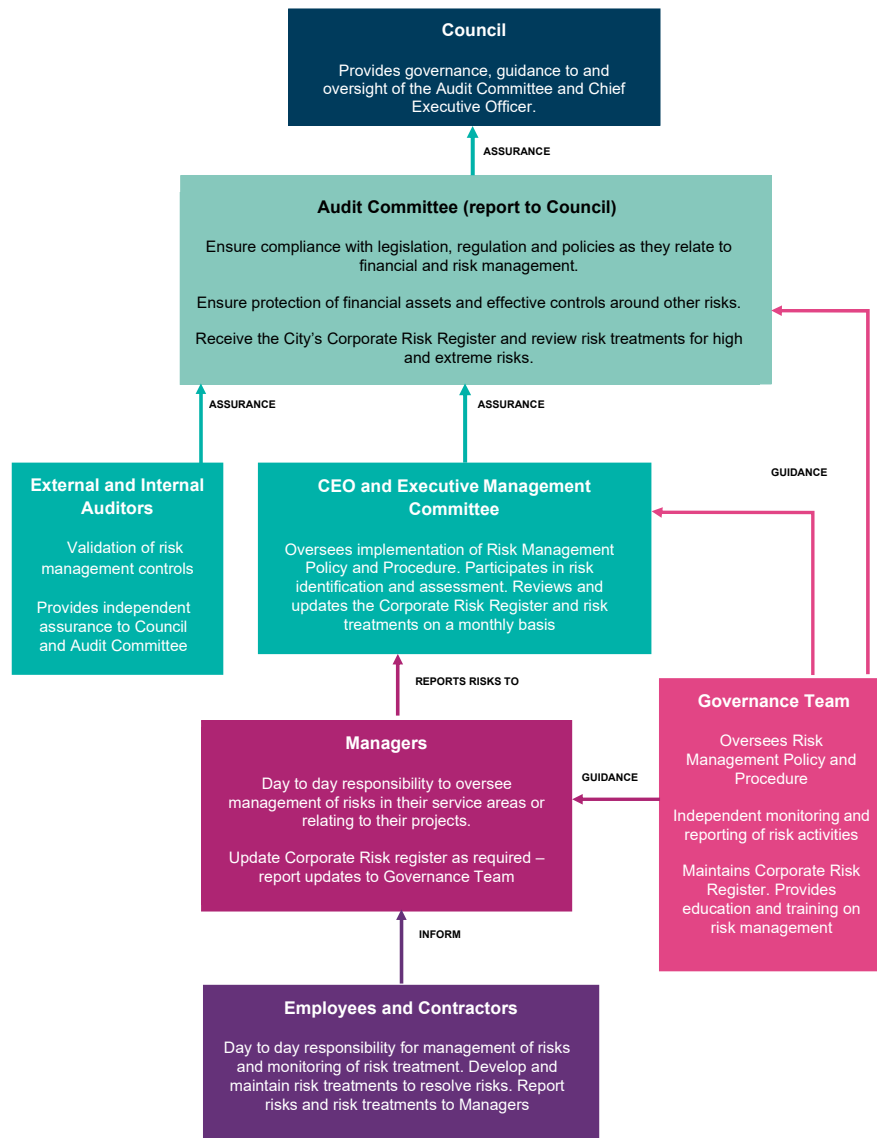 Council
Provides governance, guidance to and
oversight of the Audit Committee and Chief
Executive Officer.
ASSURANCE
Audit Committee (report to Council)
Ensure compliance with legislation, regulation and policies as they relate to
financial and risk management.
Ensure protection of financial assets and effective controls around other risks.
Receive the City’s Corporate Risk Register and review risk treatments for high
and extreme risks.
ASSURANCE
ASSURANCE
GUIDANCE
External and Internal
Auditors
Validation of risk
management controls
Provides independent
assurance to Council
and Audit Committee
CEO and Executive Management
Committee
Oversees implementation of Risk Management
Policy and Procedure. Participates in risk
identification and assessment. Reviews and
updates the Corporate Risk Register and risk
treatments on a monthly basis
REPORTS RISKS TO
Managers
Day to day responsibility to oversee
management of risks in their service areas or
relating to their projects.
Update Corporate Risk register as required –
report updates to Governance Team
GUIDANCE
Governance Team
Oversees Risk
Management Policy and
Procedure
Independent monitoring and
reporting of risk activities
Maintains Corporate Risk
Register. Provides
education and training on
risk management
INFORM
Employees and Contractors
Day to day responsibility for management of risks
and monitoring of risk treatment. Develop and
maintain risk treatments to resolve risks. Report
risks and risk treatments to Managers